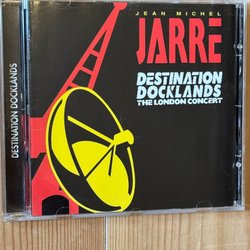 JEAN MICHEL
JARRE
DESTINATION
DOCKLANDS
THE LONDON CONCERT
DESTINATION DOCKLANDS